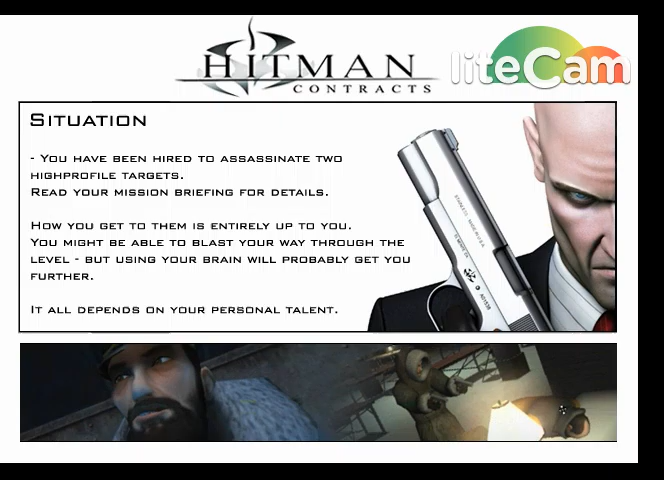 HITMAN
CONTRACTS
liteCam
SITUATION
- YOU HAVE BEEN HIRED TO ASSASSINATE TWO
HIGHPROFILE TARGETS.
READ YOUR MISSION BRIEFING FOR DETAILS.
HOW YOU GET TO THEM IS ENTIRELY UP TO YOU.
YOU MIGHT BE ABLE TO BLAST YOUR WAY THROUGH THE
LEVEL - BUT USING YOUR BRAIN WILL PROBABLY GET YOU
FURTHER.
IT ALL DEPENDS ON YOUR PERSONAL TALENT.